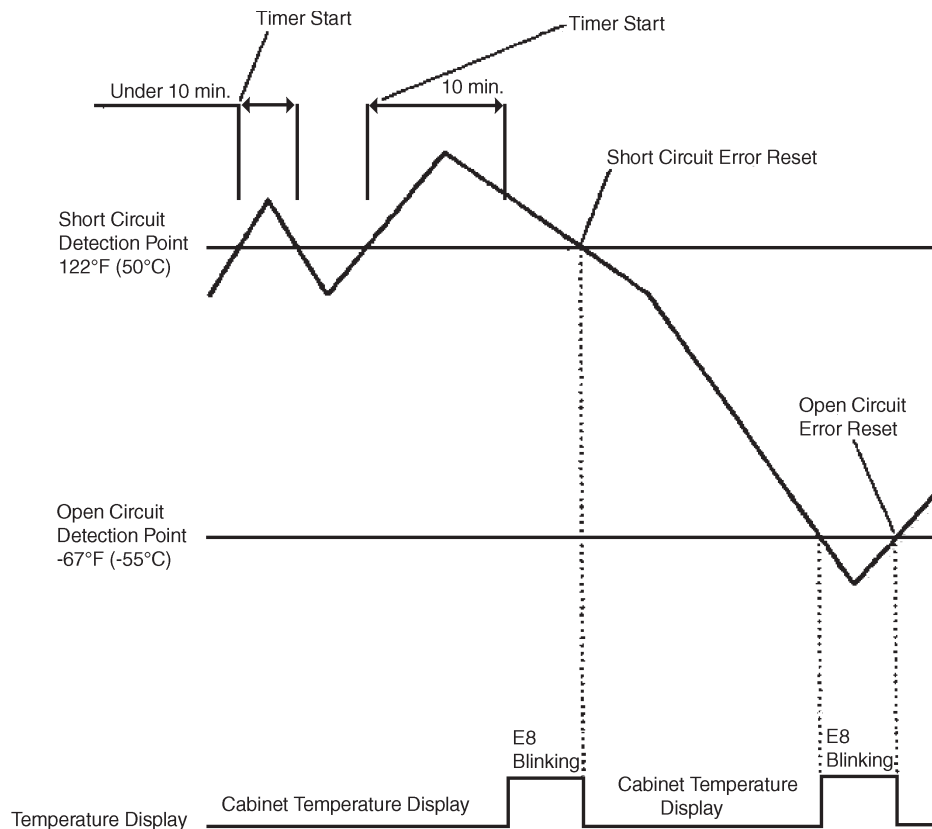 Timer Start
Timer Start
Under 10 min.
10 min.
Short Circuit Error Reset
Short Circuit
Detection Point
122°F (50°C)
Open Circuit
Error Reset
Open Circuit
Detection Point
-67°F (-55°C)
E8
Blinking
E8
Blinking
Cabinet Temperature Display
Cabinet Temperature
Display
Temperature Display